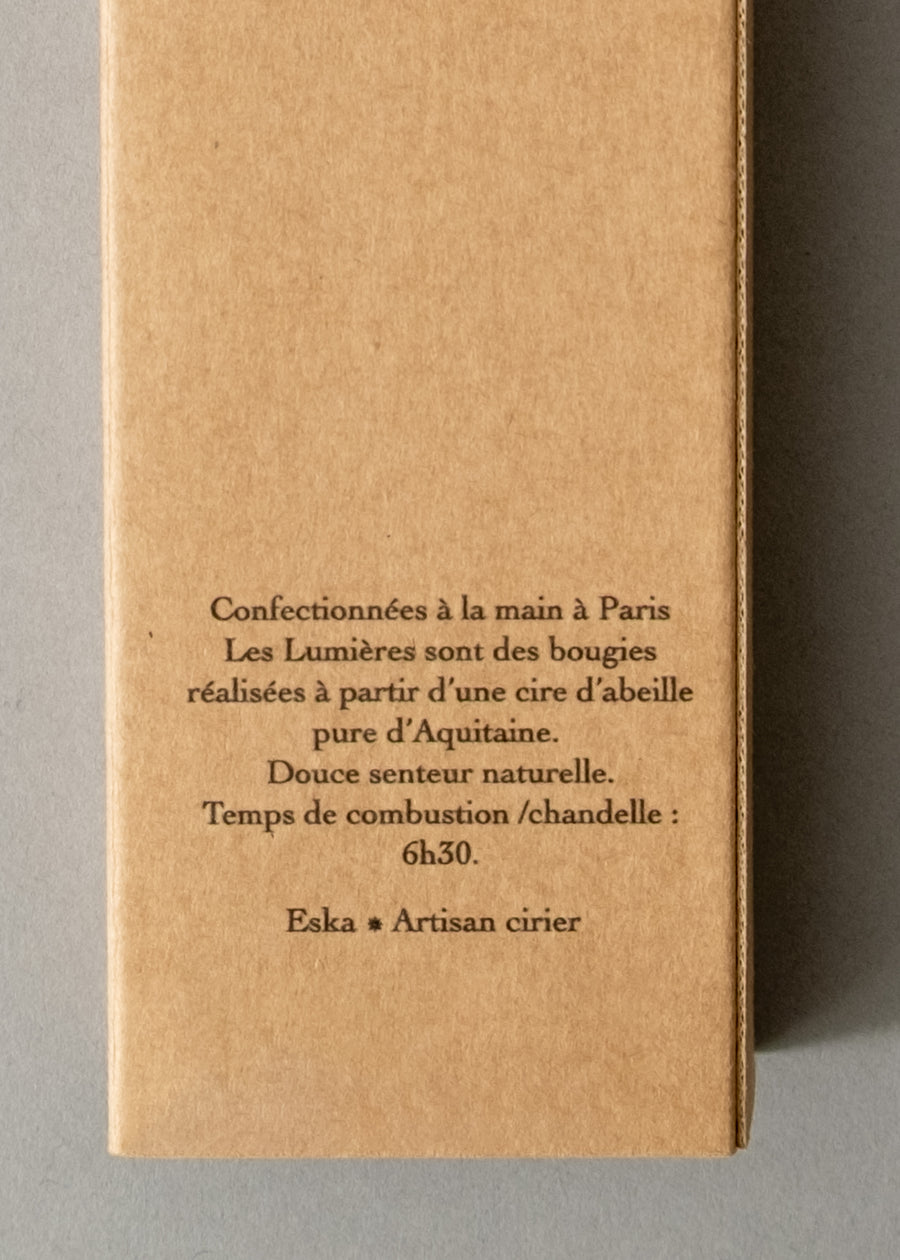 Confectionnées à la main à Paris
Les Lumières sont des bougies
réalisées à partir d'une cire d'abeille
pure d'Aquitaine.
Douce senteur naturelle.
Temps de combustion /chandelle :
6h30.
Eska ✷ Artisan cirier